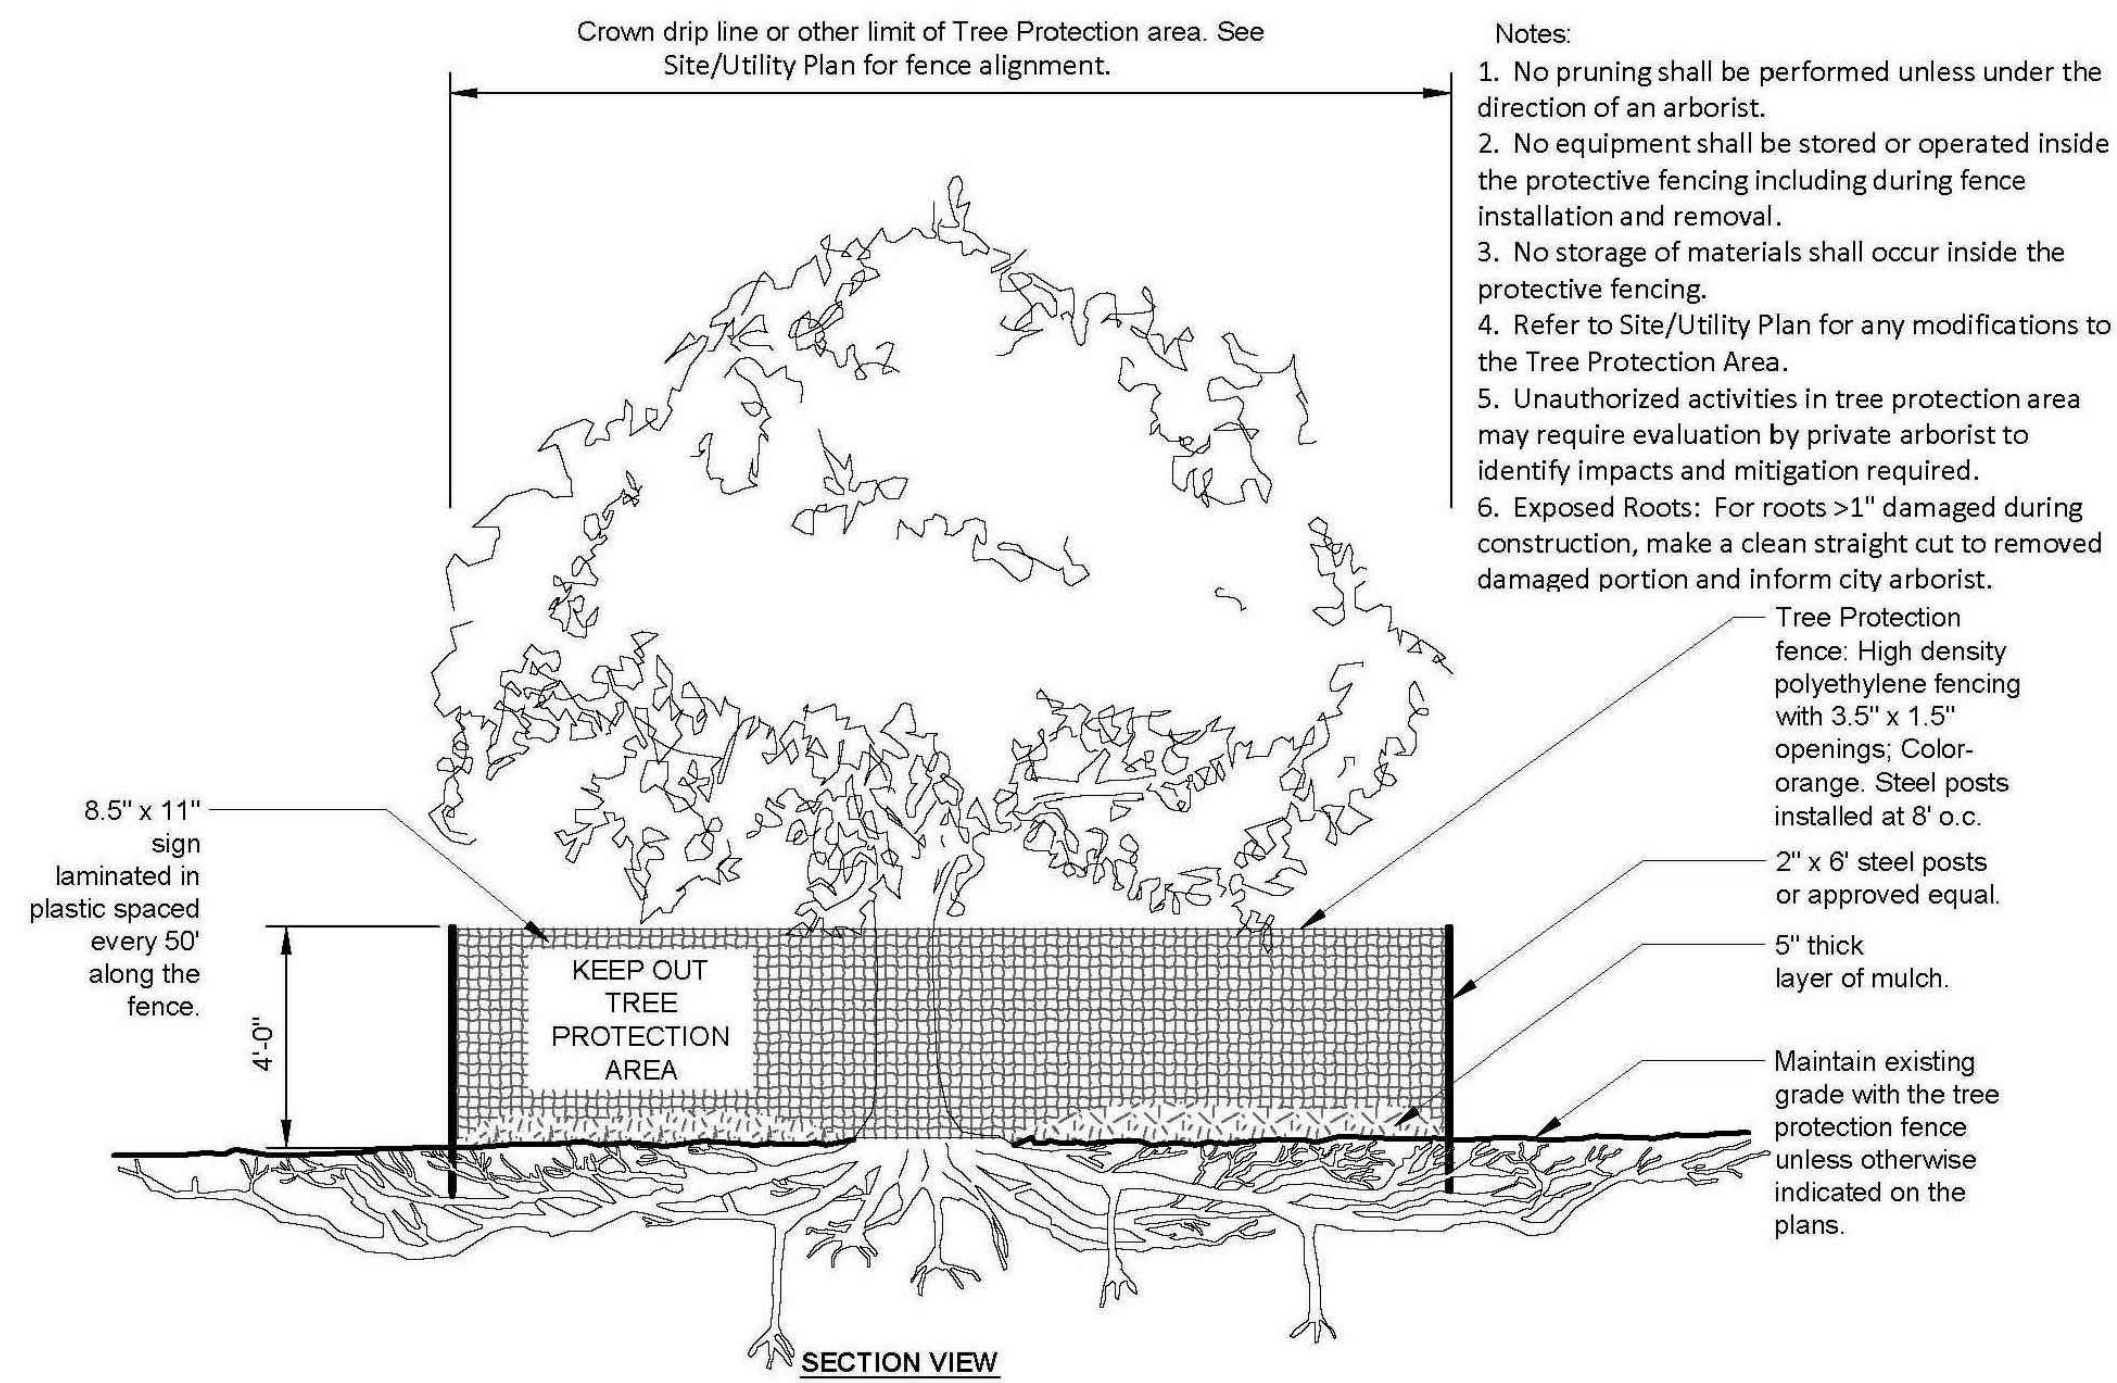 Crown drip line or other limit of Tree Protection area. See
Site/Utility Plan for fence alignment.
Notes:
1. No pruning shall be performed unless under the
direction of an arborist.
2. No equipment shall be stored or operated inside
the protective fencing including during fence
installation and removal.
3. No storage of materials shall occur inside the
protective fencing.
4. Refer to Site/Utility Plan for any modifications to
the Tree Protection Area.
5. Unauthorized activities in tree protection area
may require evaluation by private arborist to
identify impacts and mitigation required.
6. Exposed Roots: For roots >1" damaged during
construction, make a clean straight cut to removed
damaged portion and inform city arborist.
Tree Protection
fence: High density
polyethylene fencing
with 3.5" x 1.5"
openings; Color-
orange. Steel posts
installed at 8' o.c.
2" x 6' steel posts
or approved equal.
5" thick
layer of mulch.
Maintain existing
grade with the tree
protection fence
unless otherwise
indicated on the
plans.
8.5" x 11"
sign
laminated in
plastic spaced
every 50'
along the
fence.
4'-0"
KEEP OUT
TREE
PROTECTION
AREA
SECTION VIEW